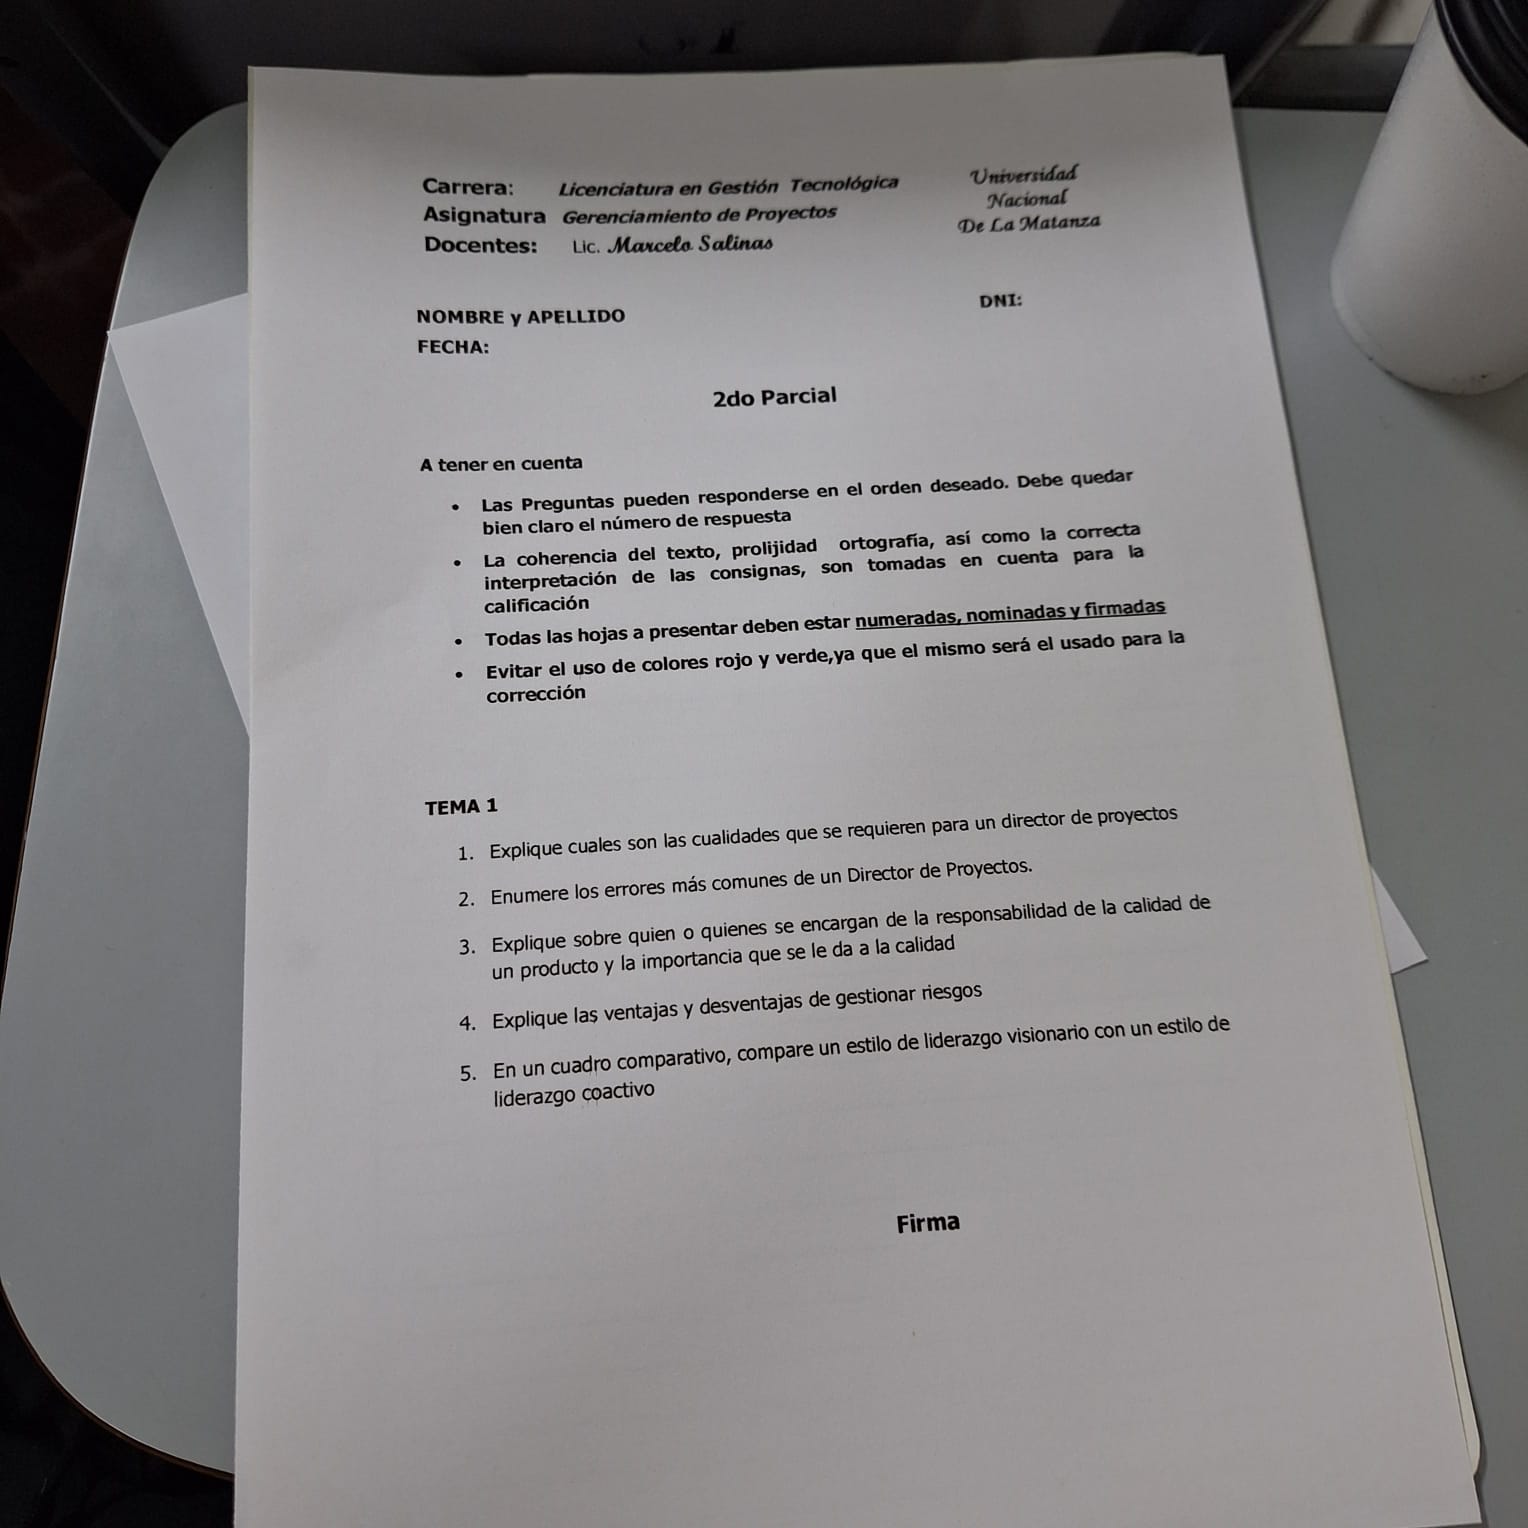 Carrera: Licenciatura en Gestión Tecnológica
Asignatura Gerenciamiento de Proyectos
Docentes: Lic. Marcelo Salinas
Universidad
Nacional
De La Matanza
NOMBRE y APELLIDO
DNI:
FECHA:
2do Parcial
A tener en cuenta
• Las Preguntas pueden responderse en el orden deseado. Debe quedar
bien claro el número de respuesta
• La coherencia del texto, prolijidad ortografía, así como la correcta
interpretación de las consignas, son tomadas en cuenta para la
calificación
• Todas las hojas a presentar deben estar numeradas, nominadas y firmadas
• Evitar el uso de colores rojo y verde,ya que el mismo será el usado para la
corrección
TEMA 1
1. Explique cuales son las cualidades que se requieren para un director de proyectos
2. Enumere los errores más comunes de un Director de Proyectos.
3. Explique sobre quien o quienes se encargan de la responsabilidad de la calidad de
un producto y la importancia que se le da a la calidad
4. Explique las ventajas y desventajas de gestionar riesgos
5. En un cuadro comparativo, compare un estilo de liderazgo visionario con un estilo de
liderazgo coactivo
Firma